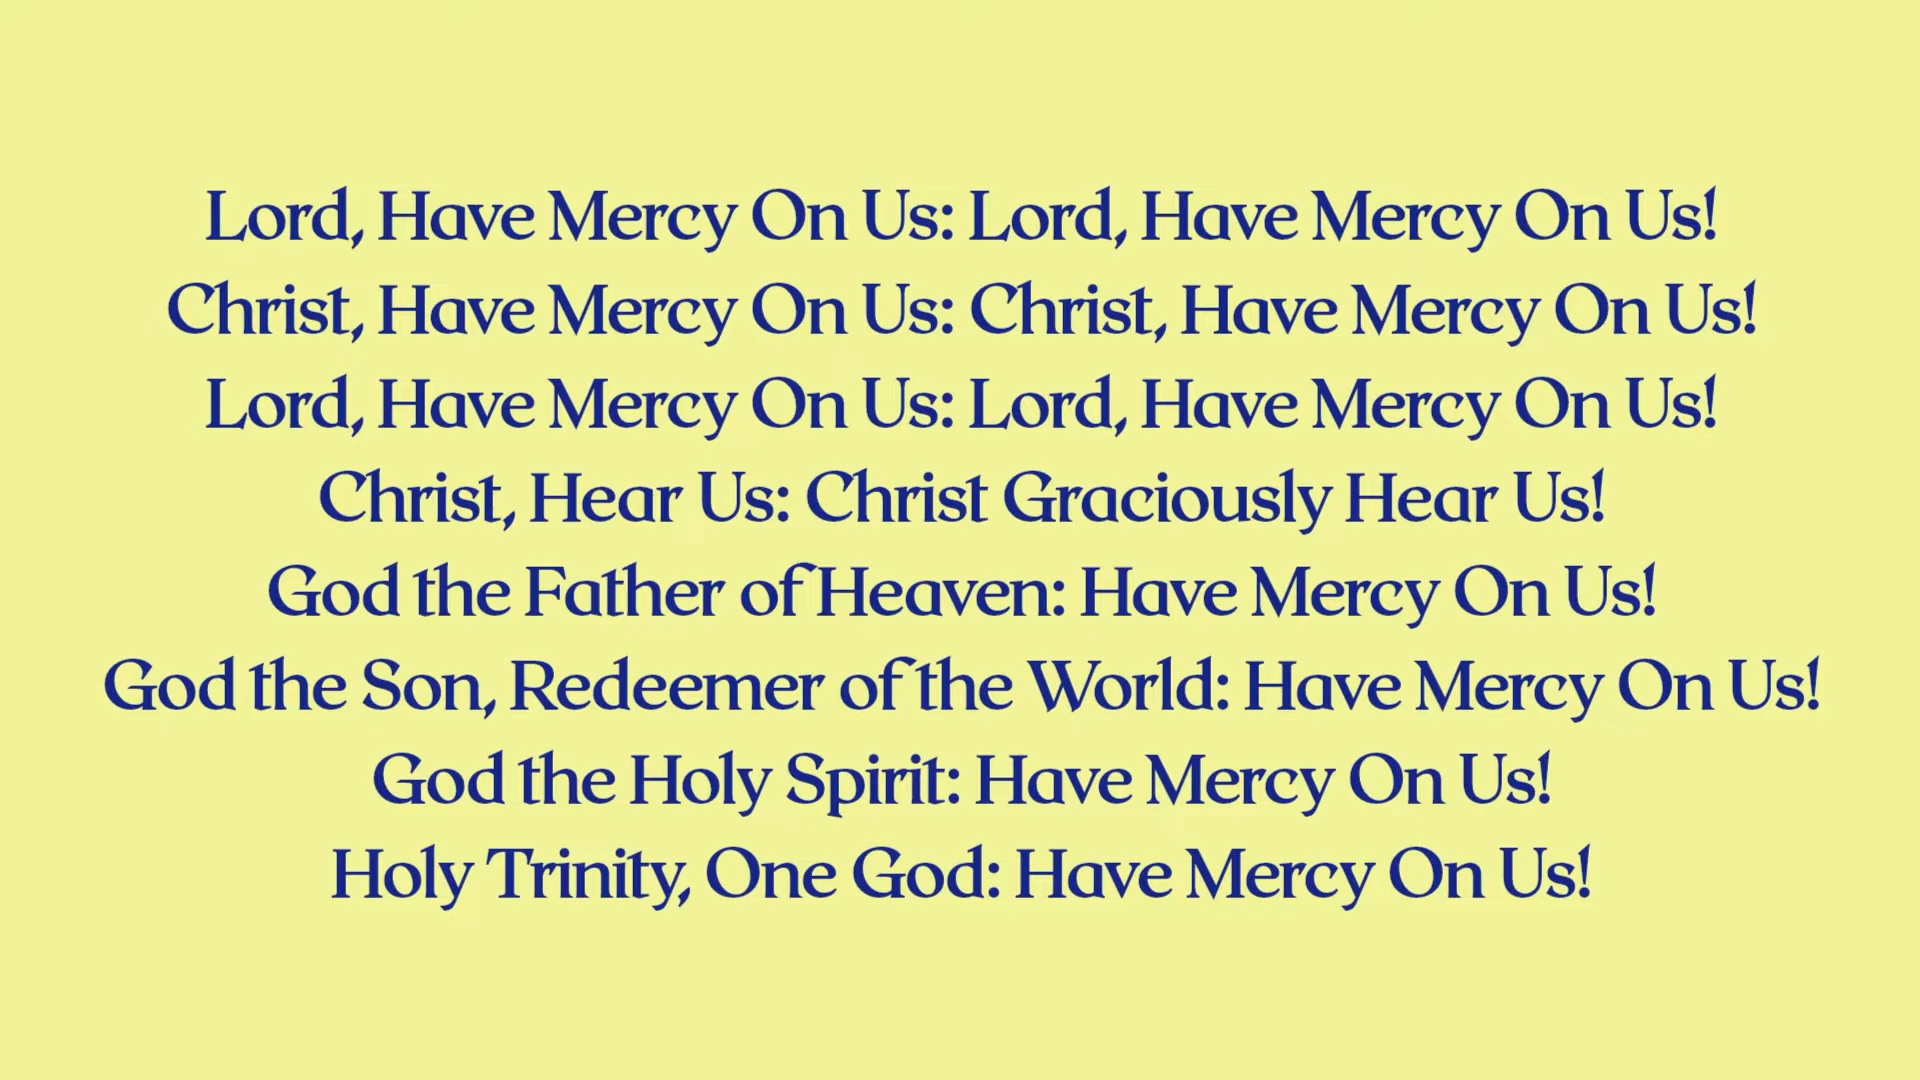 Lord, Have Mercy On Us: Lord, Have Mercy On Us!
Christ, Have Mercy On Us: Christ, Have Mercy On Us!
Lord, Have Mercy On Us: Lord, Have Mercy On Us!
Christ, Hear Us: Christ Graciously Hear Us!
God the Father of Heaven: Have Mercy On Us!
God the Son, Redeemer of the World: Have Mercy On Us!
God the Holy Spirit: Have Mercy On Us!
Holy Trinity, One God: Have Mercy On Us!